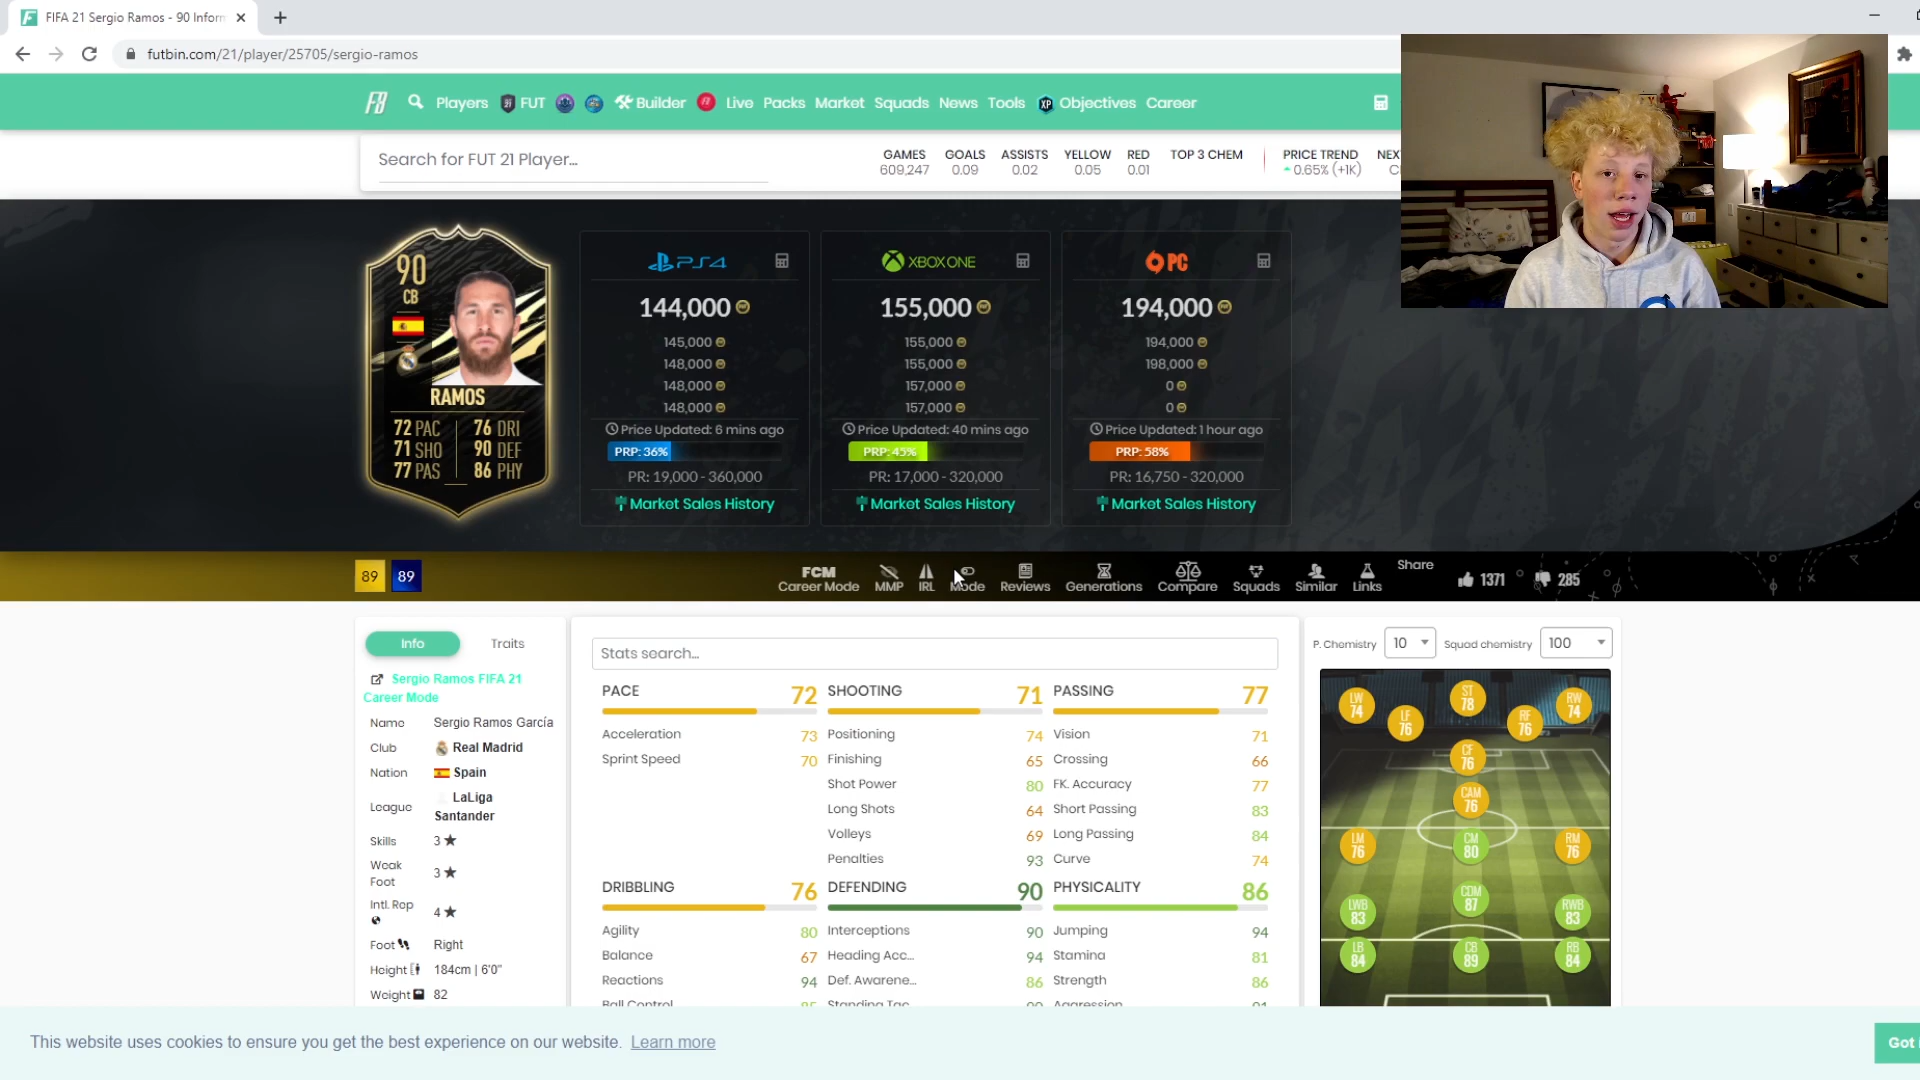 FIFA 21 Sergio Ramos - 90 Inform
futbin.com/21/player/25705/sergio-ramos
Players FUT Builder Live Packs Market Squads News Tools XP Objectives Career
Search for FUT 21 Player...
GAMES GOALS ASSISTS YELLOW RED TOP 3 CHEM PRICE TREND NEX
609,247 0.09 0.02 0.05 0.01 0.65% (+1K)
90
CB
RAMOS
72 PAC 76 DRI
71 SHO 90 DEF
77 PAS 86 PHY
PS4
144,000
145,000
148,000
148,000
148,000
Price Updated: 6 mins ago
PRP: 36%
PR: 19,000 - 360,000
Market Sales History
XBOX ONE
155,000
155,000
155,000
157,000
157,000
Price Updated: 40 mins ago
PRP: 45%
PR: 17,000 - 320,000
Market Sales History
PC
194,000
194,000
198,000
0
0
Price Updated: 1 hour ago
PRP: 58%
PR: 16,750 - 320,000
Market Sales History
89 89
FCM
Career Mode MMP IRL Mode Reviews Generations Compare Squads Similar Links
Share
1371 285
Info Traits
Sergio Ramos FIFA 21
Career Mode
Name Sergio Ramos García
Club Real Madrid
Nation Spain
League LaLiga
Santander
Skills 3
Weak
Foot 3
Intl. Rep 4
Foot Right
Height 184cm | 6'0"
Weight 82
Stats search...
PACE 72
Acceleration 73
Sprint Speed 70
SHOOTING 71
Positioning 74
Finishing 65
Shot Power 80
Long Shots 64
Volleys 69
Penalties 93
PASSING 77
Vision 71
Crossing 66
FK. Accuracy 77
Short Passing 83
Long Passing 84
Curve 74
DRIBBLING 76
Agility 80
Balance 67
Reactions 94
Ball Control 85
DEFENDING 90
Interceptions 90
Heading Acc... 94
Def. Awarene... 86
Standing Tac... 90
PHYSICALITY 86
Jumping 94
Stamina 81
Strength 86
Aggression 91
P. Chemistry 10 Squad chemistry 100
LW 74
ST 78
RW 74
LF 76
RF 76
CF 76
CAM 76
LM 76
CM 80
RM 76
LWB 83
CDM 87
RWB 83
LB 84
CB 89
RB 84
This website uses cookies to ensure you get the best experience on our website. Learn more
Got